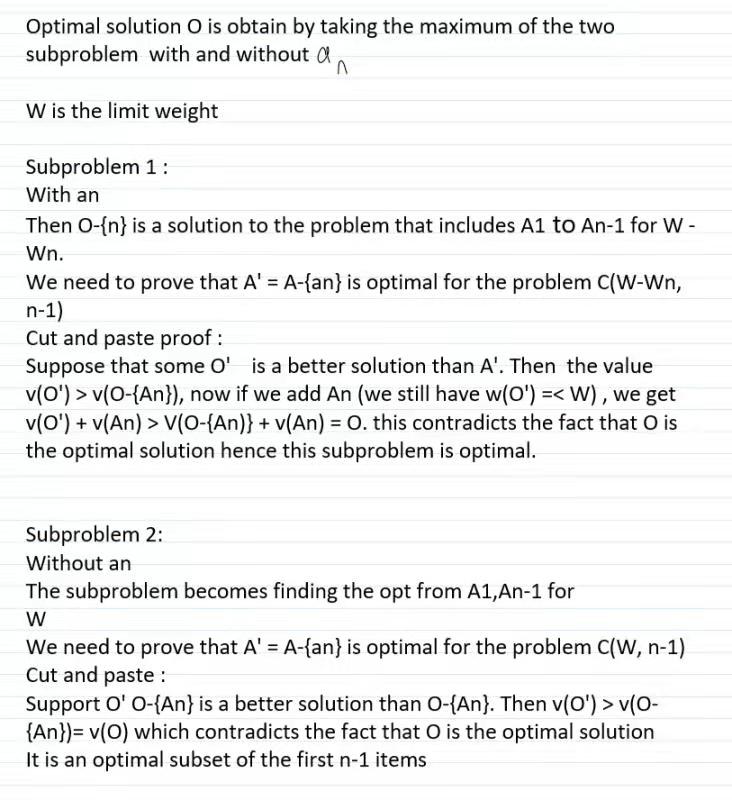 Optimal solution O is obtain by taking the maximum of the two
subproblem with and without a n
W is the limit weight
Subproblem 1 :
With an
Then O-{n} is a solution to the problem that includes A1 to An-1 for W -
Wn.
We need to prove that A' = A-{an} is optimal for the problem C(W-Wn,
n-1)
Cut and paste proof :
Suppose that some O' is a better solution than A'. Then the value
v(O') > v(O-{An}), now if we add An (we still have w(O') =< W) , we get
v(O') + v(An) > V(O-{An)} + v(An) = O. this contradicts the fact that O is
the optimal solution hence this subproblem is optimal.
Subproblem 2:
Without an
The subproblem becomes finding the opt from A1,An-1 for
W
We need to prove that A' = A-{an} is optimal for the problem C(W, n-1)
Cut and paste :
Support O' O-{An} is a better solution than O-{An}. Then v(O') > v(O-
{An})= v(O) which contradicts the fact that O is the optimal solution
It is an optimal subset of the first n-1 items